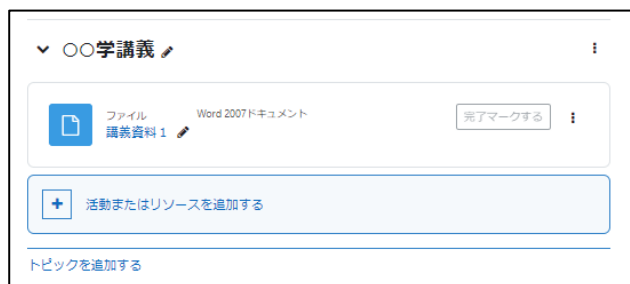 ○○学講義
ファイル Word 2007ドキュメント
講義資料 1
完了マークする
活動またはリソースを追加する
トピックを追加する